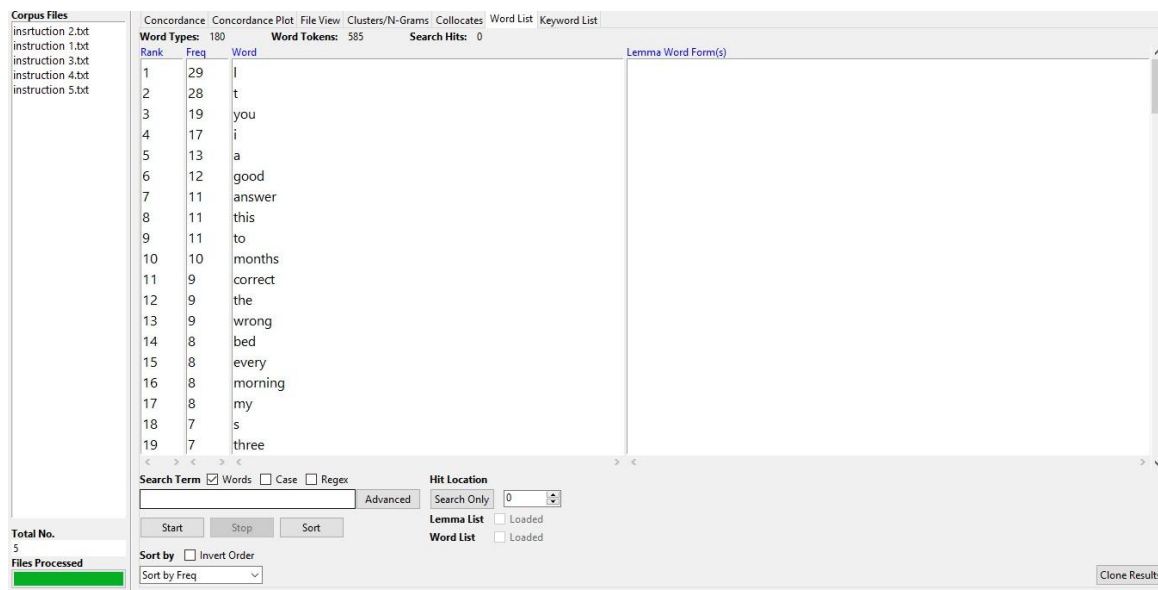 Corpus Files
insrtuction 2.txt
instruction 1.txt
instruction 3.txt
instruction 4.txt
instruction 5.txt
Total No.
5
Files Processed
Concordance Concordance Plot File View Clusters/N-Grams Collocates Word List Keyword List
Word Types: 180 Word Tokens: 585 Search Hits: 0
Rank Freq Word Lemma Word Form(s)
1 29 l
2 28 t
3 19 you
4 17 i
5 13 a
6 12 good
7 11 answer
8 11 this
9 11 to
10 10 months
11 9 correct
12 9 the
13 9 wrong
14 8 bed
15 8 every
16 8 morning
17 8 my
18 7 s
19 7 three
Search Term Words Case Regex Hit Location
Advanced Search Only 0
Start Stop Sort Lemma List Loaded
Word List Loaded
Sort by Invert Order
Sort by Freq Clone Results